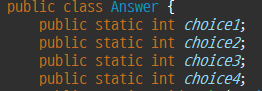 public class Answer {
public static int choice1;
public static int choice2;
public static int choice3;
public static int choice4;